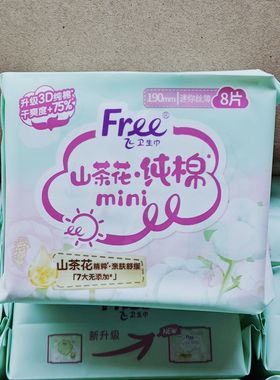 升级3D纯棉
干爽度+75%*
190mm 迷你丝薄 8片
Free®
飞 卫生巾
山茶花·纯棉®
mini
山茶花精粹·亲肤舒缓
「7大无添加*」
Free
新升级
NEW